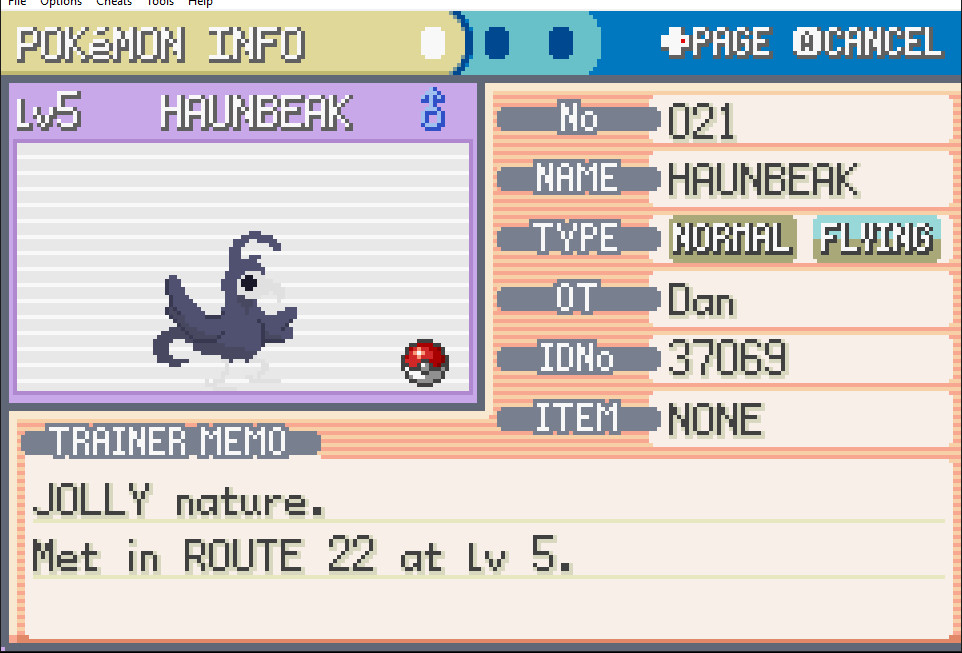 File Options Cheats Tools Help
POKéMON INFO PAGE A CANCEL
Lv5 HAUNBEAK ♂
No 021
NAME HAUNBEAK
TYPE NORMAL FLYING
OT Dan
IDNo 37069
ITEM NONE
TRAINER MEMO
JOLLY nature.
Met in ROUTE 22 at Lv 5.